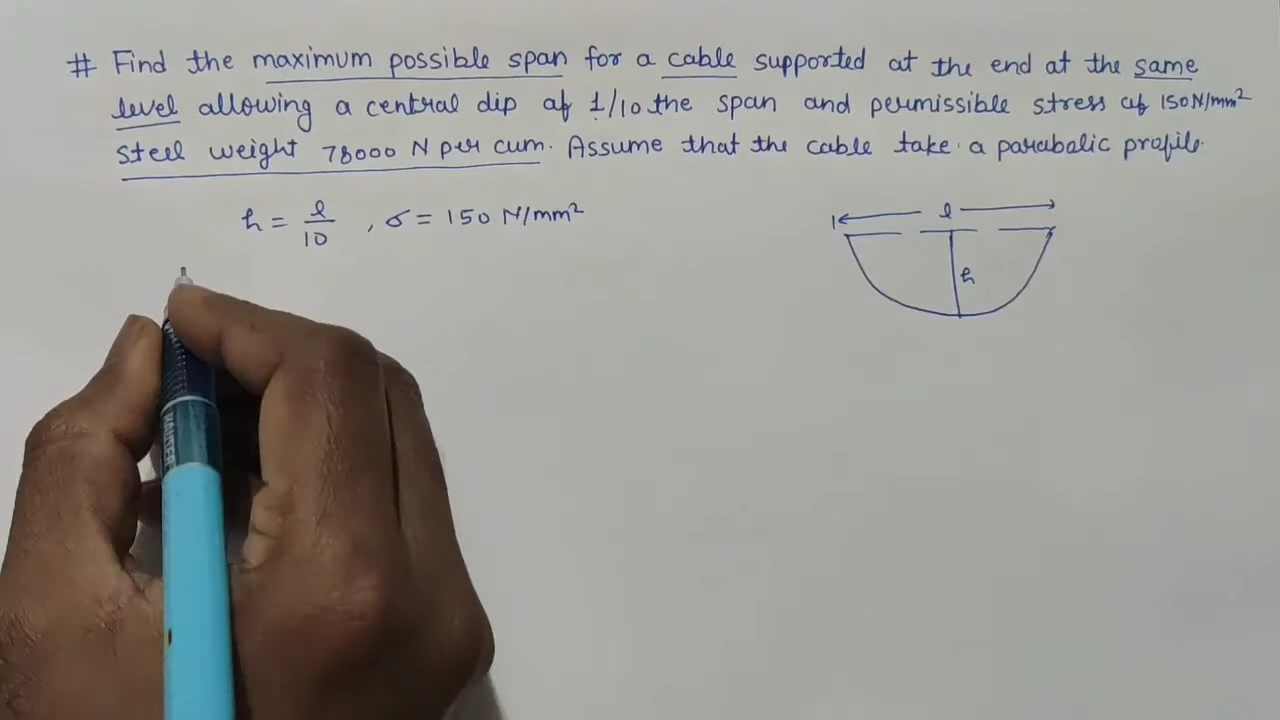 # Find the maximum possible span for a cable supported at the end at the same
level allowing a central dip of 1/10 the span and permissible stress of 150 N/mm²
steel weight 78000 N per cum. Assume that the cable take a parabolic profile.
h = l/10 , σ = 150 N/mm²
l
h